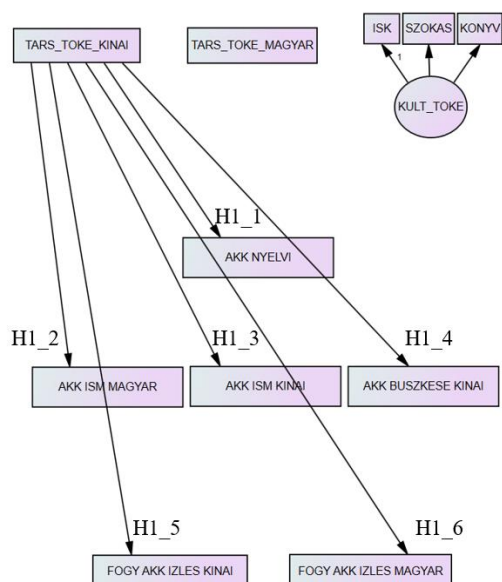 TARS_TOKE_KINAI
TARS_TOKE_MAGYAR
ISK
SZOKAS
KONYV
1
KULT_TOKE
H1_1
AKK NYELVI
H1_2
H1_3
H1_4
AKK ISM MAGYAR
AKK ISM KINAI
AKK BUSZKESE KINAI
H1_5
H1_6
FOGY AKK IZLES KINAI
FOGY AKK IZLES MAGYAR